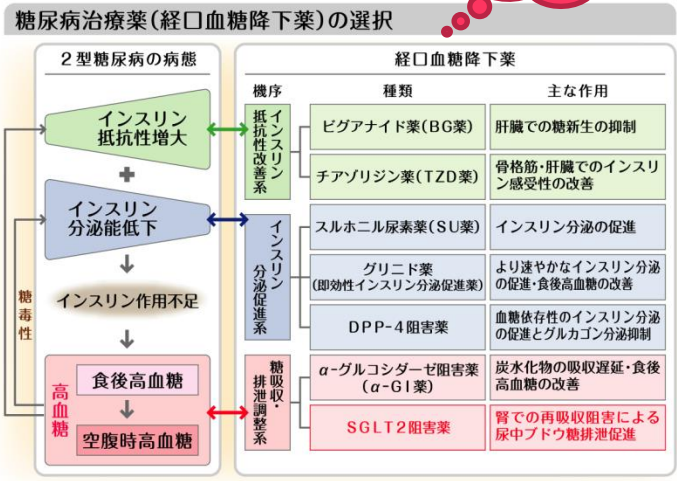 糖尿病治療薬(経口血糖降下薬)の選択
2型糖尿病の病態
インスリン
抵抗性増大
+
インスリン
分泌能低下
インスリン作用不足
糖毒性
高血糖
食後高血糖
空腹時高血糖
経口血糖降下薬
機序
種類
主な作用
インスリン
抵抗性改善系
ビグアナイド薬(BG薬)
肝臓での糖新生の抑制
チアゾリジン薬(TZD薬)
骨格筋・肝臓でのインスリ
ン感受性の改善
インスリン
分泌促進系
スルホニル尿素薬(SU薬)
インスリン分泌の促進
グリニド薬
(即効性インスリン分泌促進薬)
より速やかなインスリン分泌
の促進・食後高血糖の改善
DPP-4阻害薬
血糖依存性のインスリン分泌
の促進とグルカゴン分泌抑制
糖吸収・
排泄調整系
α-グルコシダーゼ阻害薬
(α-GI薬)
炭水化物の吸収遅延・食後
高血糖の改善
SGLT2阻害薬
腎での再吸収阻害による
尿中ブドウ糖排泄促進